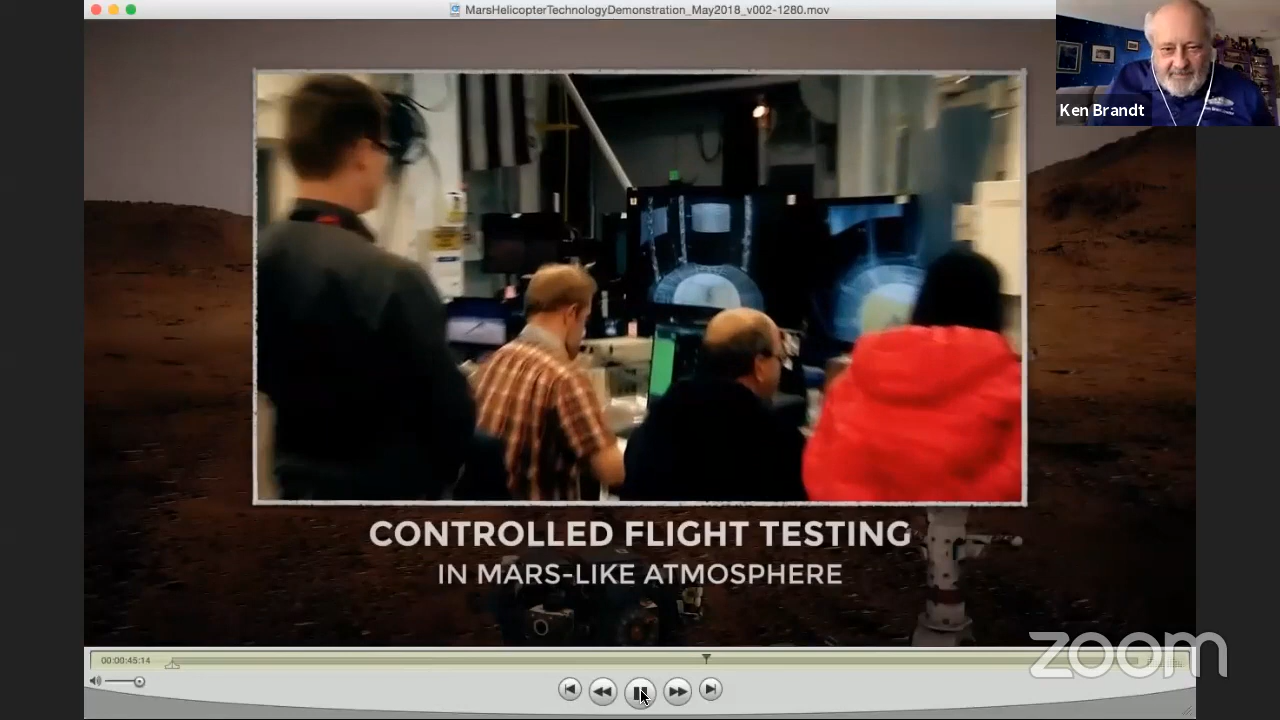 MarsHelicopterTechnologyDemonstration_May2018_v002-1280.mov
Ken Brandt
CONTROLLED FLIGHT TESTING
IN MARS-LIKE ATMOSPHERE
zoom
00:00:45:14